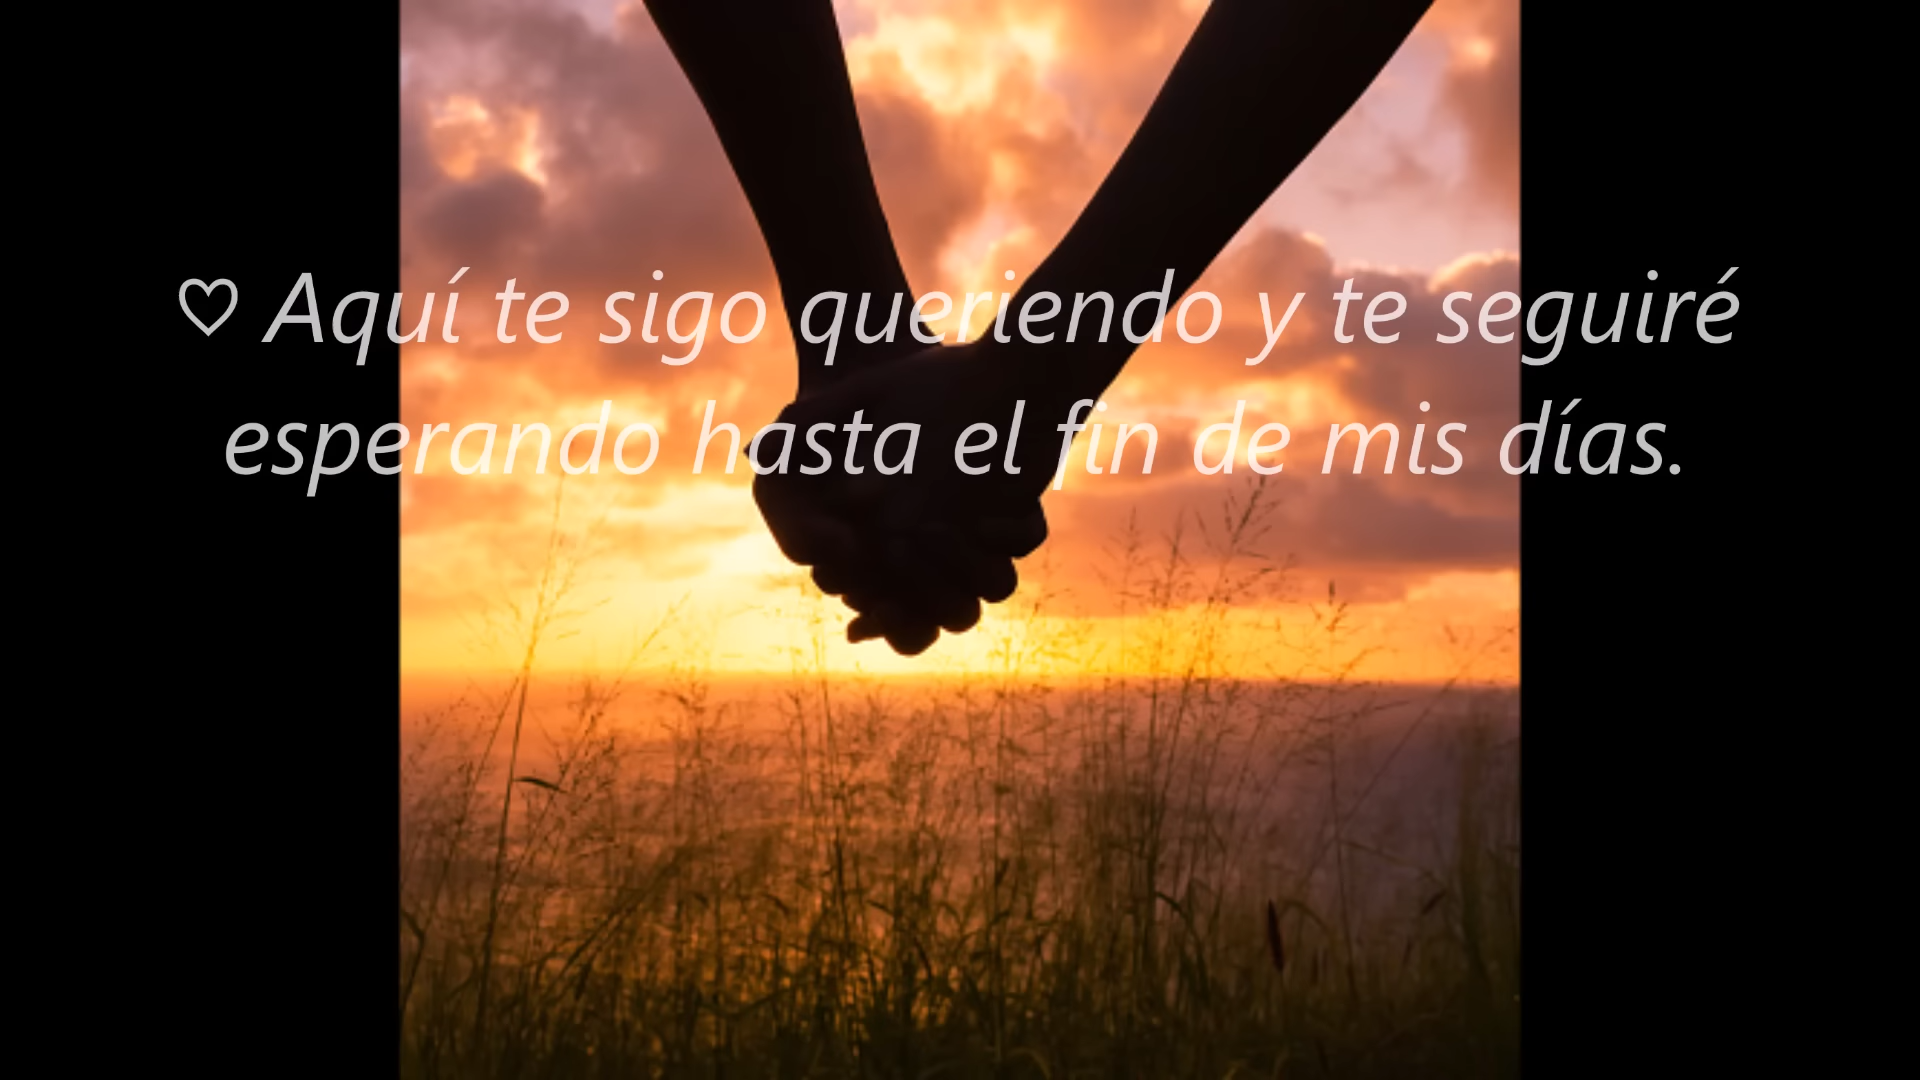 ♡ Aquí te sigo queriendo y te seguiré
esperando hasta el fin de mis días.